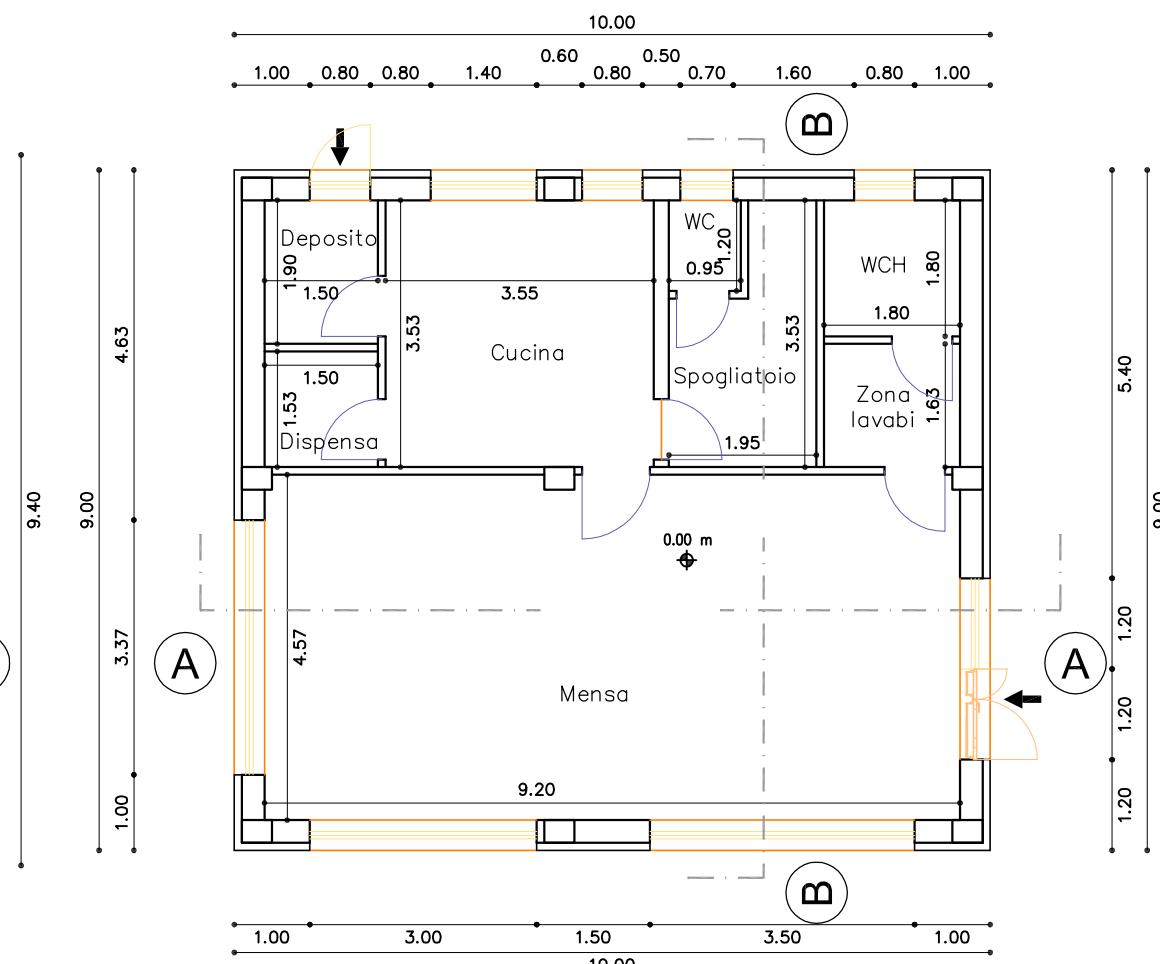 10.00
0.60 0.50
1.00 0.80 0.80 1.40 0.80 0.70 1.60 0.80 1.00
B
WC
Deposito
1.20
WCH
1.90
0.95
1.80
1.50
3.55
1.80
4.63
3.53
3.53
Cucina
5.40
1.50
Spogliatoio
1.53
Zona
lavabi
1.63
Dispensa
1.95
9.40
9.00
9.00
0.00 m
3.37
4.57
1.20
A
A
Mensa
1.20
9.20
1.00
1.20
B
1.00 3.00 1.50 3.50 1.00
10.00